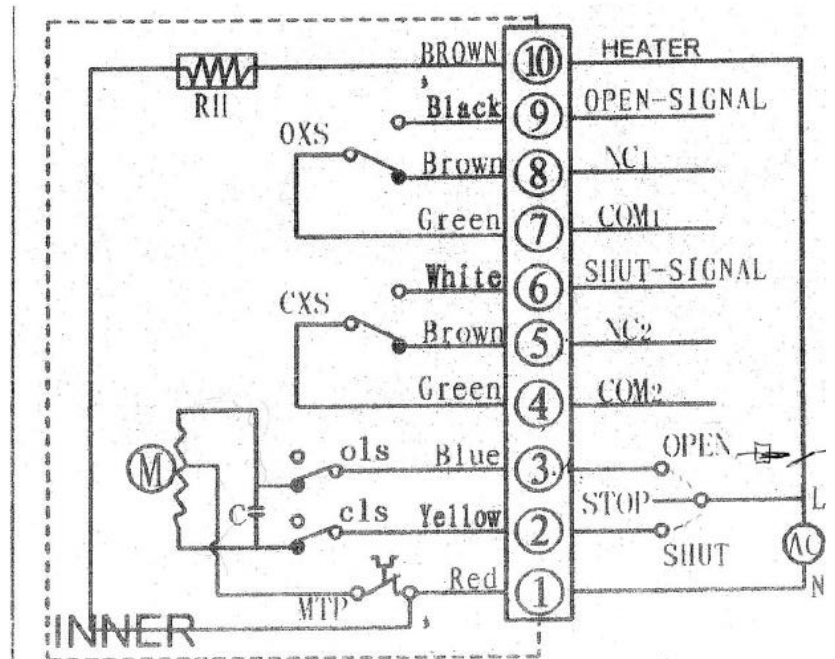 BROWN 10 HEATER
RH
Black 9 OPEN-SIGNAL
OXS
Brown 8 NC1
Green 7 COM1
White 6 SHUT-SIGNAL
CXS
Brown 5 NC2
Green 4 COM2
M ols Blue 3 OPEN
STOP L
C cls Yellow 2 AC
SHUT
MTP Red 1 N
INNER